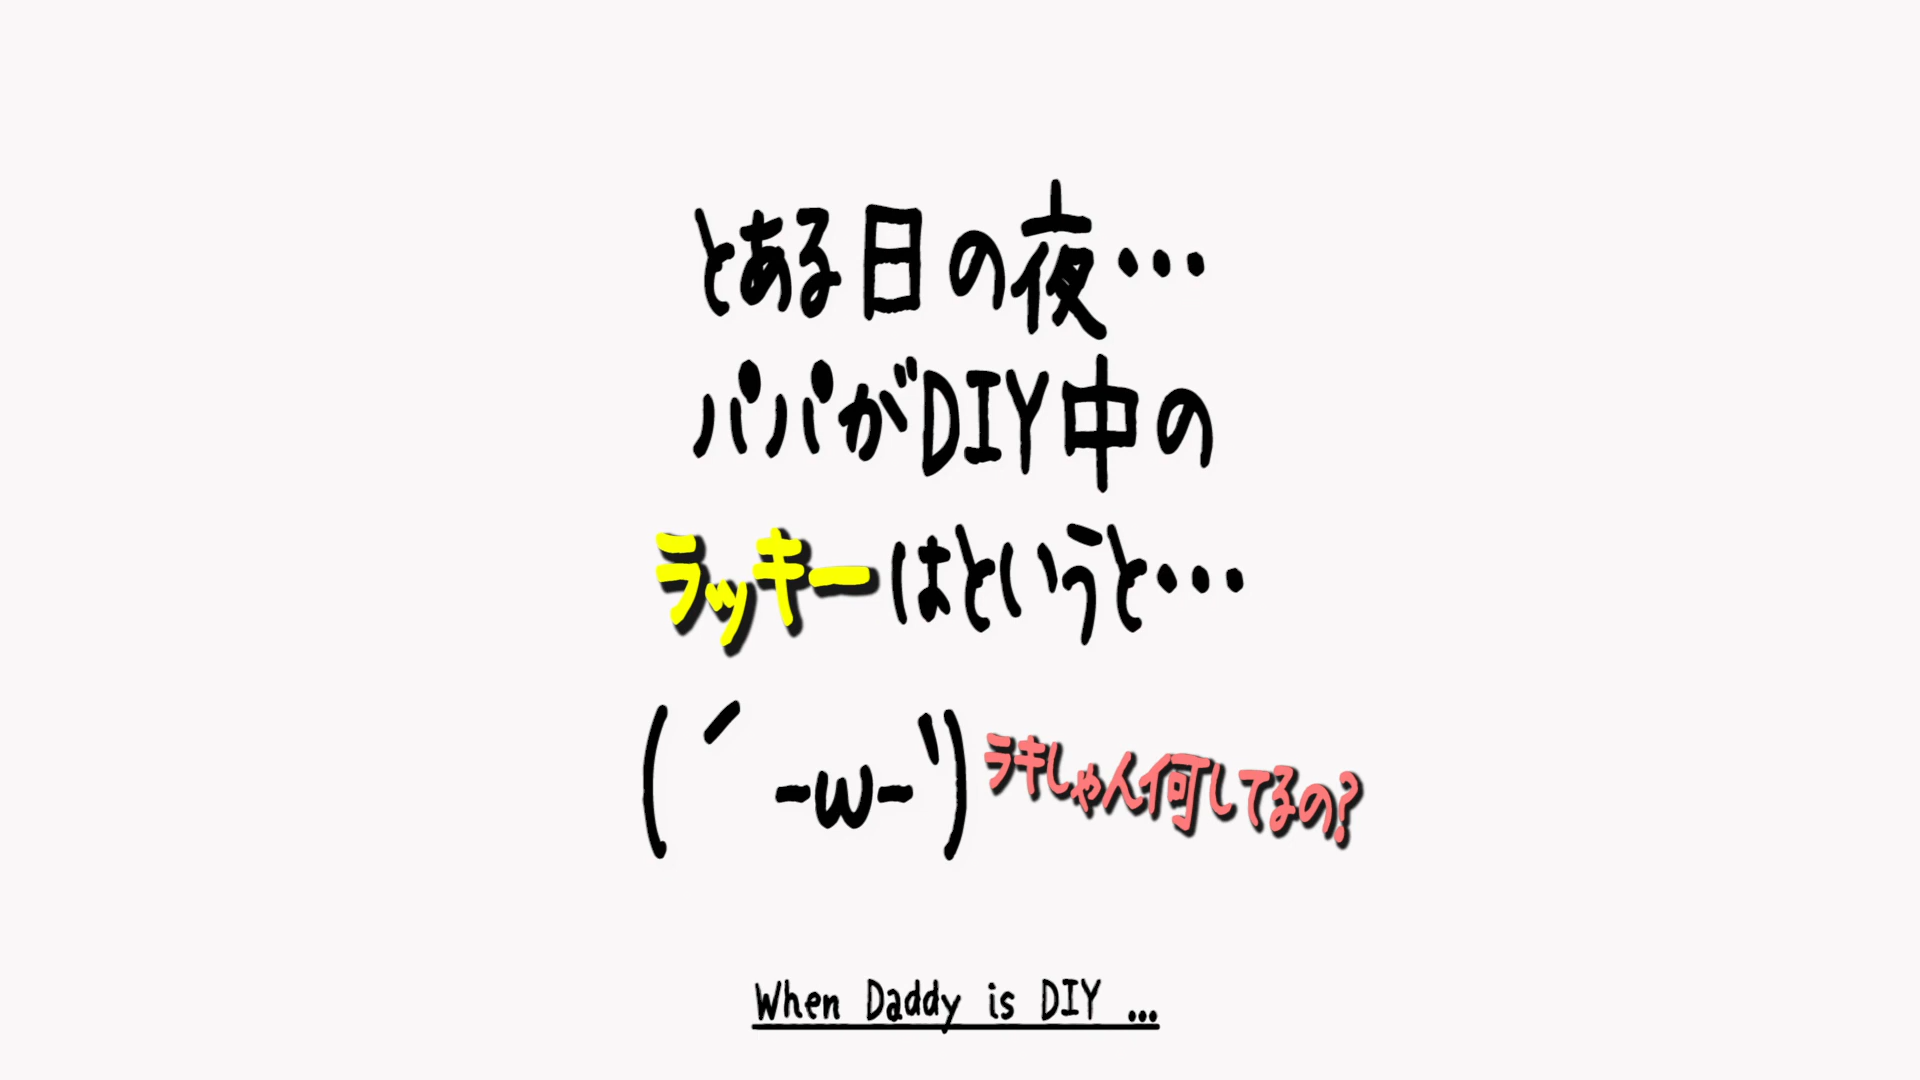 とある日の夜…
パパがDIY中の
ラッキーはというと…
( ´ -ω-`) ラキしゃん何してるの?
When Daddy is DIY ...